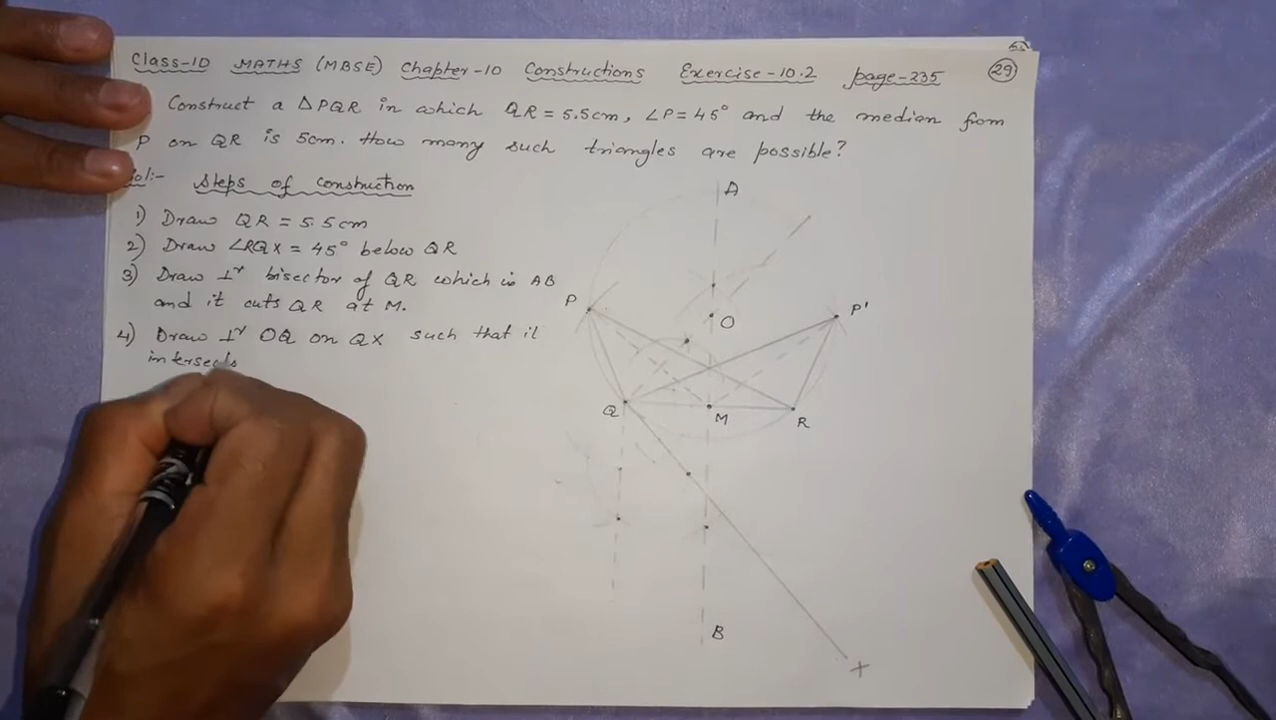 Class-10 MATHS (MBSE) Chapter-10 Constructions Exercise-10.2 page-235 (29)
Construct a △PQR in which QR = 5.5cm, ∠P = 45° and the median from
P on QR is 5cm. How many such triangles are possible?
Sol:- Steps of construction
1) Draw QR = 5.5cm
2) Draw ∠RQX = 45° below QR
3) Draw ⊥r bisector of QR which is AB
and it cuts QR at M.
4) Draw ⊥r OQ on QX such that it
intersects
A
P
P'
O
Q
M
R
B
X